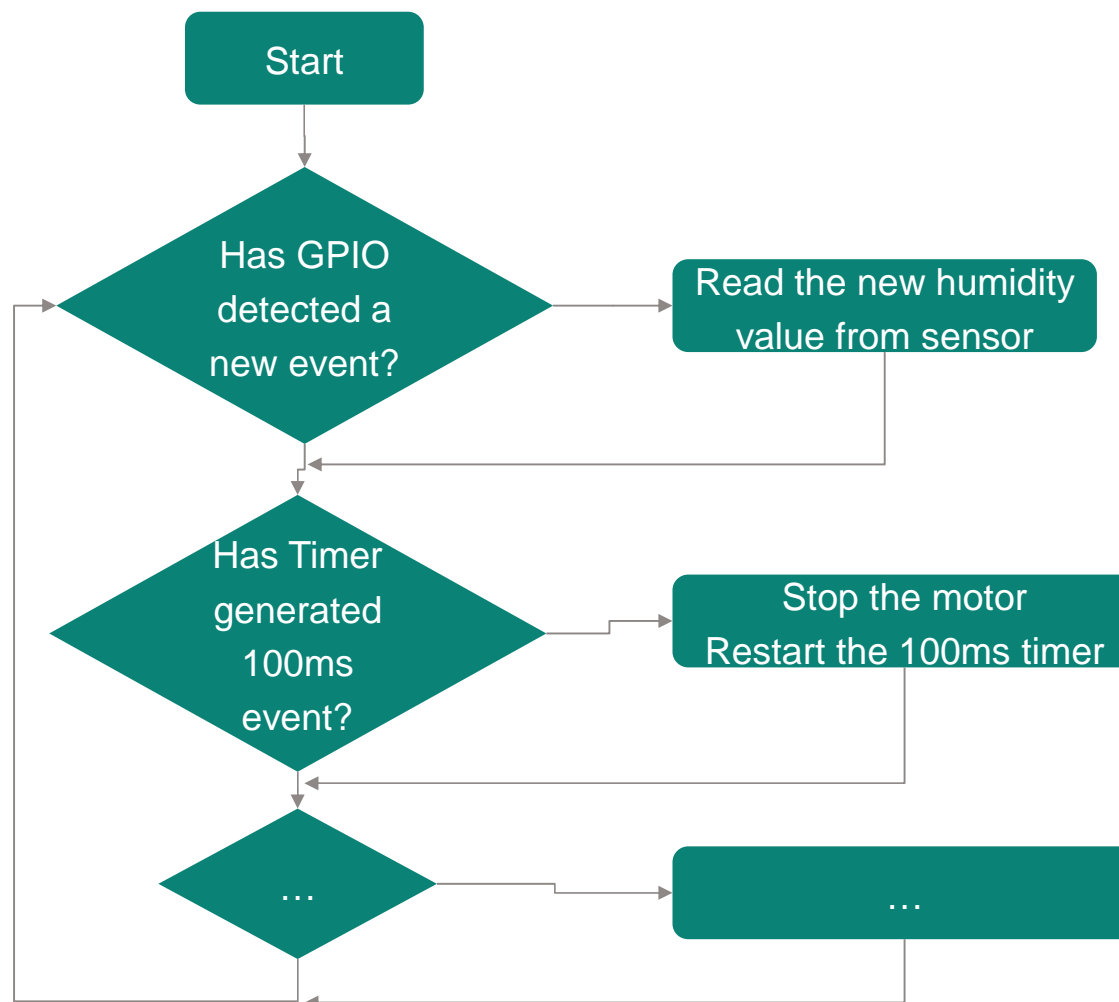 Start
Has GPIO
detected a
new event?
Read the new humidity
value from sensor
Has Timer
generated
100ms
event?
Stop the motor
Restart the 100ms timer
…
…